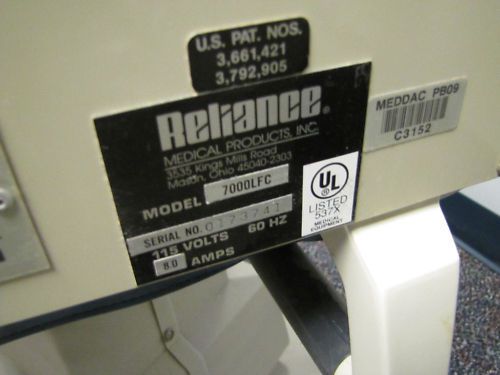 U.S. PAT. NOS.
3,661,421
3,792,905
Reliance®
MEDICAL PRODUCTS, INC.
3535 Kings Mills Road
Mason, Ohio 45040-2303
MODEL 7000LFC
SERIAL NO. 0173741
115 VOLTS 60 HZ
8.0 AMPS
UL
LISTED
537X
MEDICAL
EQUIPMENT
MEDDAC PB09
C3152